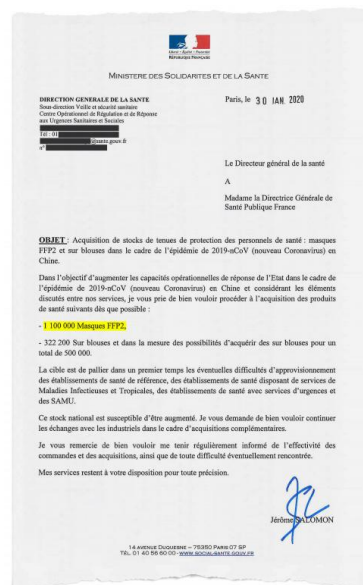 Liberté • Égalité • Fraternité
RÉPUBLIQUE FRANÇAISE
MINISTERE DES SOLIDARITES ET DE LA SANTE
DIRECTION GENERALE DE LA SANTE
Sous-direction Veille et sécurité sanitaire
Centre Opérationnel de Régulation et de Réponse
aux Urgences Sanitaires et Sociales
Tél : 01
@sante.gouv.fr
n°
Paris, le 30 JAN. 2020
Le Directeur général de la santé
A
Madame la Directrice Générale de
Santé Publique France
OBJET : Acquisition de stocks de tenues de protection des personnels de santé : masques
FFP2 et sur blouses dans le cadre de l'épidémie de 2019-nCoV (nouveau Coronavirus) en
Chine.
Dans l'objectif d'augmenter les capacités opérationnelles de réponse de l'Etat dans le cadre de
l'épidémie de 2019-nCoV (nouveau Coronavirus) en Chine et considérant les éléments
discutés entre nos services, je vous prie de bien vouloir procéder à l'acquisition des produits
de santé suivants dès que possible :
- 1 100 000 Masques FFP2,
- 322 200 Sur blouses et dans la mesure des possibilités d'acquérir des sur blouses pour un
total de 500 000.
La cible est de pallier dans un premier temps les éventuelles difficultés d'approvisionnement
des établissements de santé de référence, des établissements de santé disposant de services de
Maladies Infectieuses et Tropicales, des établissements de santé avec services d'urgences et
des SAMU.
Ce stock national est susceptible d'être augmenté. Je vous demande de bien vouloir continuer
les échanges avec les industriels dans le cadre d'acquisitions complémentaires.
Je vous remercie de bien vouloir me tenir régulièrement informé de l'effectivité des
commandes et des acquisitions, ainsi que de toute difficulté éventuellement rencontrée.
Mes services restent à votre disposition pour toute précision.
Jérôme SALOMON
14 AVENUE DUQUESNE – 75350 PARIS 07 SP
TÉL. 01 40 56 60 00 - WWW.SOCIAL-SANTE.GOUV.FR